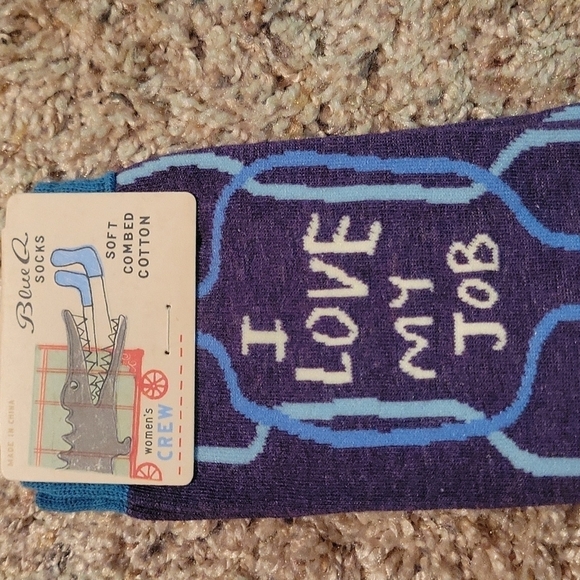 Blue Q
SOCKS
SOFT
COMBED
COTTON
women's
CREW
MADE IN CHINA
I
LOVE
MY
JOB